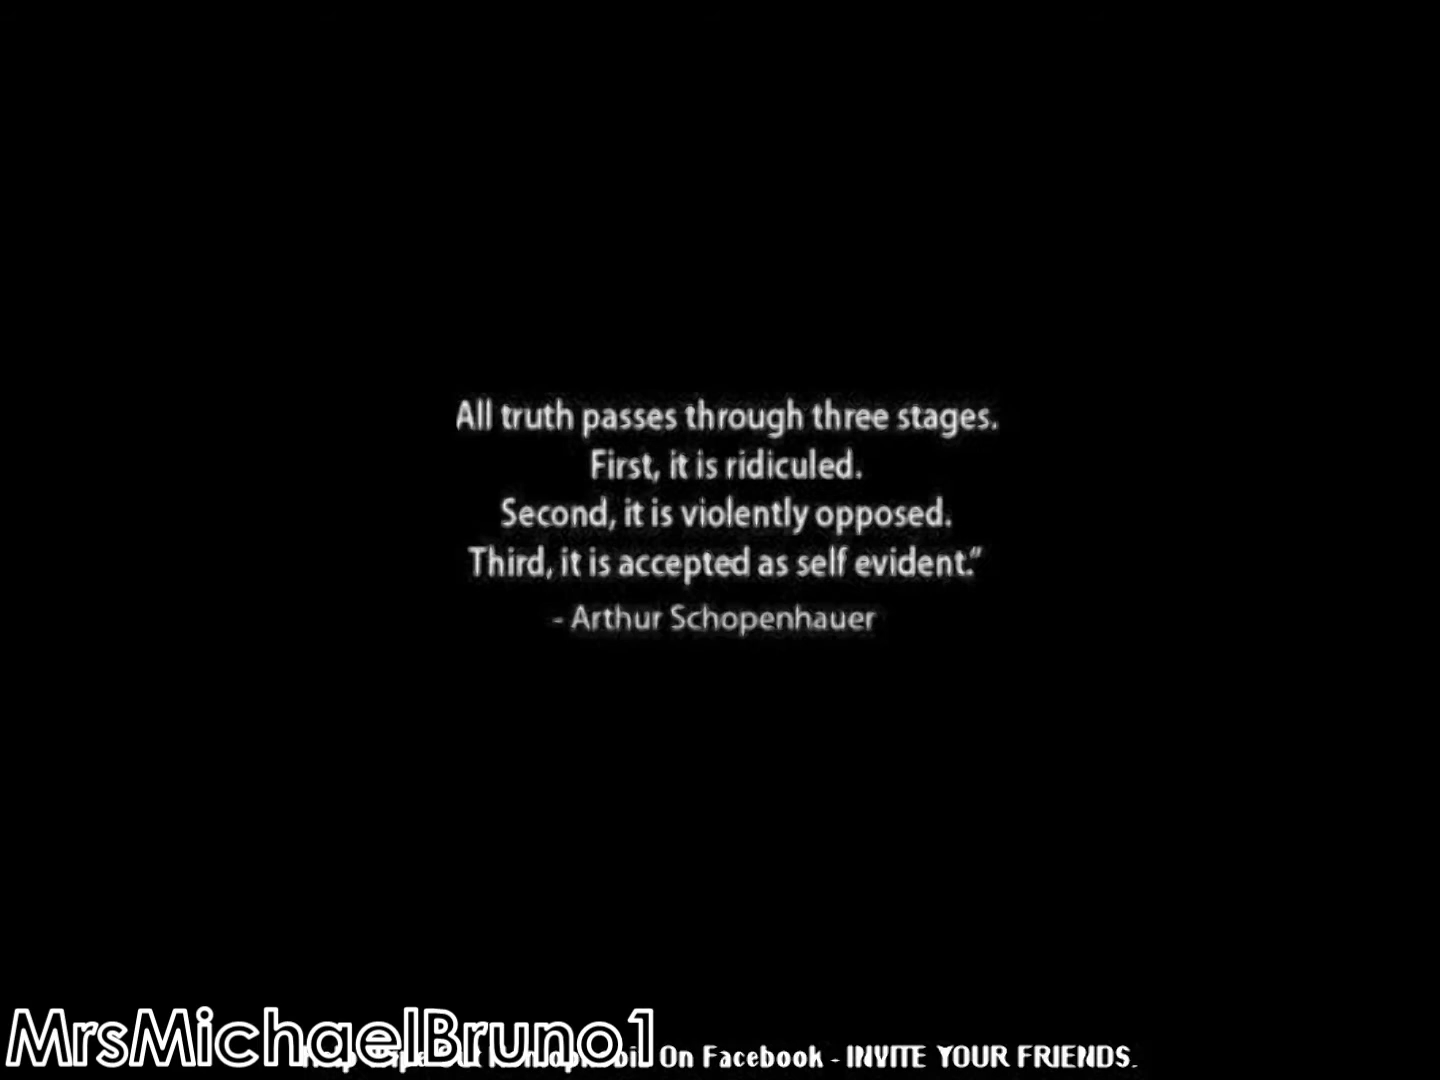 All truth passes through three stages.
First, it is ridiculed.
Second, it is violently opposed.
Third, it is accepted as self evident.”
- Arthur Schopenhauer
MrsMichaelBruno1
On Facebook - INVITE YOUR FRIENDS.